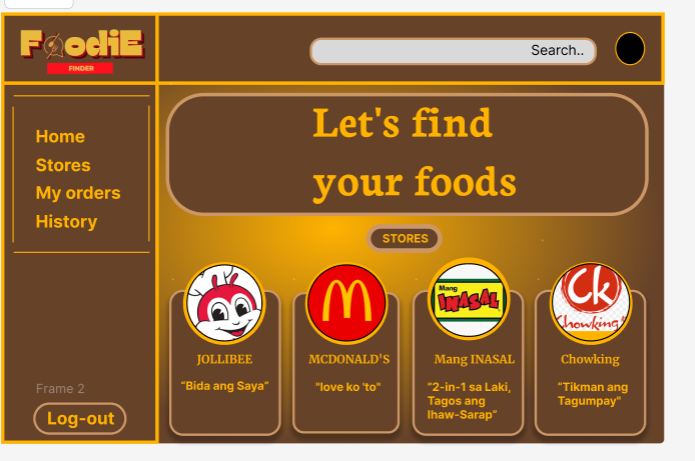 FoodiE
FINDER
Search..
Home
Stores
My orders
History
Let's find
your foods
STORES
Mang
INASAL
Ck
Chowking
JOLLIBEE
MCDONALD'S
Mang INASAL
Chowking
"Bida ang Saya"
"love ko 'to"
"2-in-1 sa Laki,
Tagos ang
Ihaw-Sarap"
"Tikman ang
Tagumpay"
Frame 2
Log-out